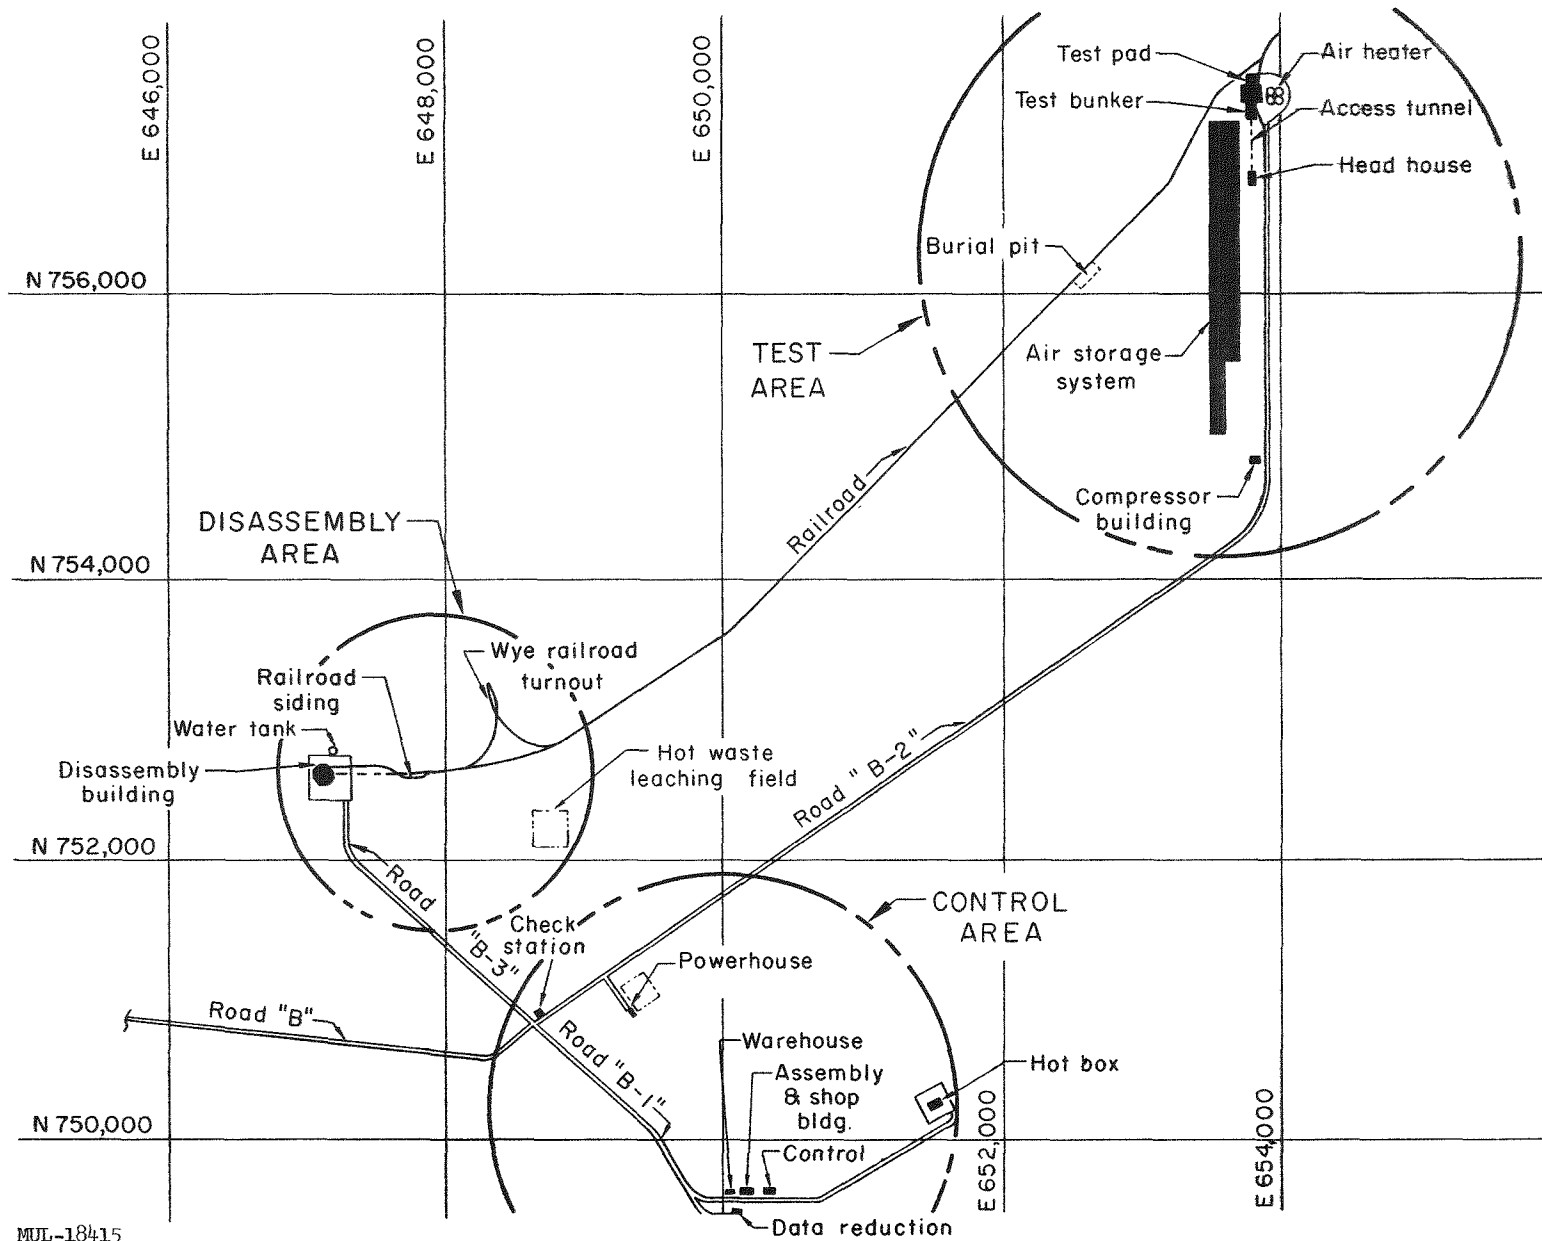 E 646,000
E 648,000
E 650,000
Test pad
Air heater
Test bunker
Access tunnel
Head house
Burial pit
N 756,000
TEST
AREA
Air storage
system
Railroad
Compressor
building
DISASSEMBLY
AREA
N 754,000
Wye railroad
turnout
Railroad
siding
Water tank
Disassembly
building
Hot waste
leaching field
Road "B-2"
N 752,000
Road
"B-3"
CONTROL
AREA
Check
station
Powerhouse
Road "B"
Road "B-1"
Warehouse
Assembly
& shop
bldg.
Hot box
N 750,000
Control
E 652,000
E 654,000
Data reduction
MUL-18415